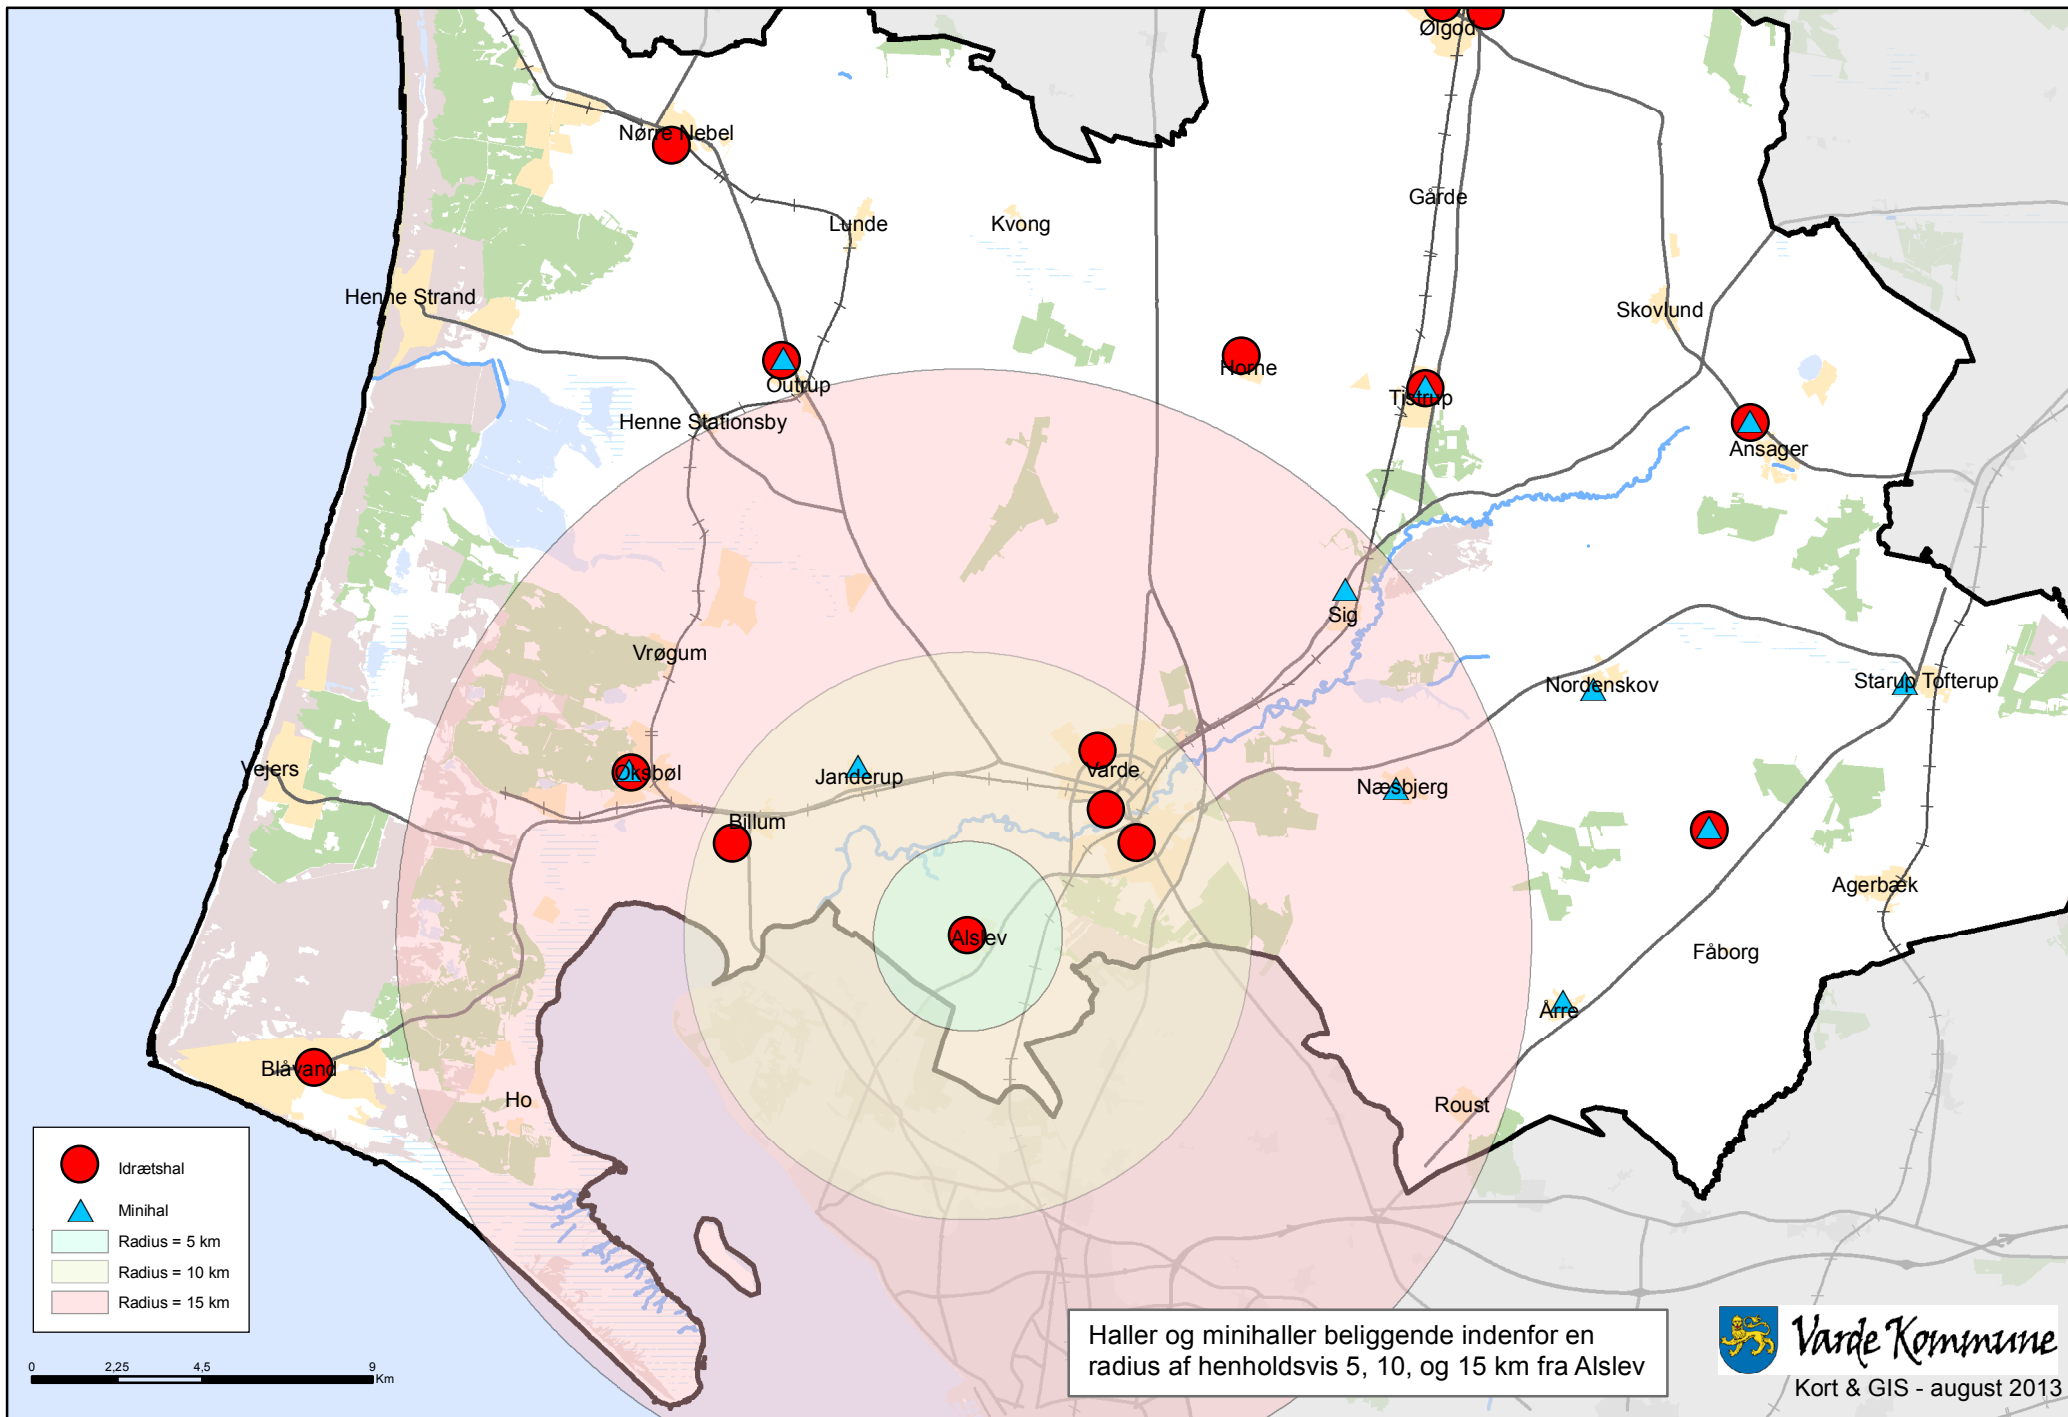 Ølgod
Nørre Nebel
Gårde
Lunde
Kvong
Henne Strand
Skovlund
Horne
Outrup
Tistrup
Henne Stationsby
Ansager
Sig
Vrøgum
Nordenskov
Starup Tofterup
Vejers
Oksbøl
Janderup
Varde
Næsbjerg
Billum
Agerbæk
Alslev
Fåborg
Årre
Blåvand
Ho
Roust
Idrætshal
Minihal
Radius = 5 km
Radius = 10 km
Radius = 15 km
0 2,25 4,5 9
Km
Haller og minihaller beliggende indenfor en
radius af henholdsvis 5, 10, og 15 km fra Alslev
Varde Kommune
Kort & GIS - august 2013